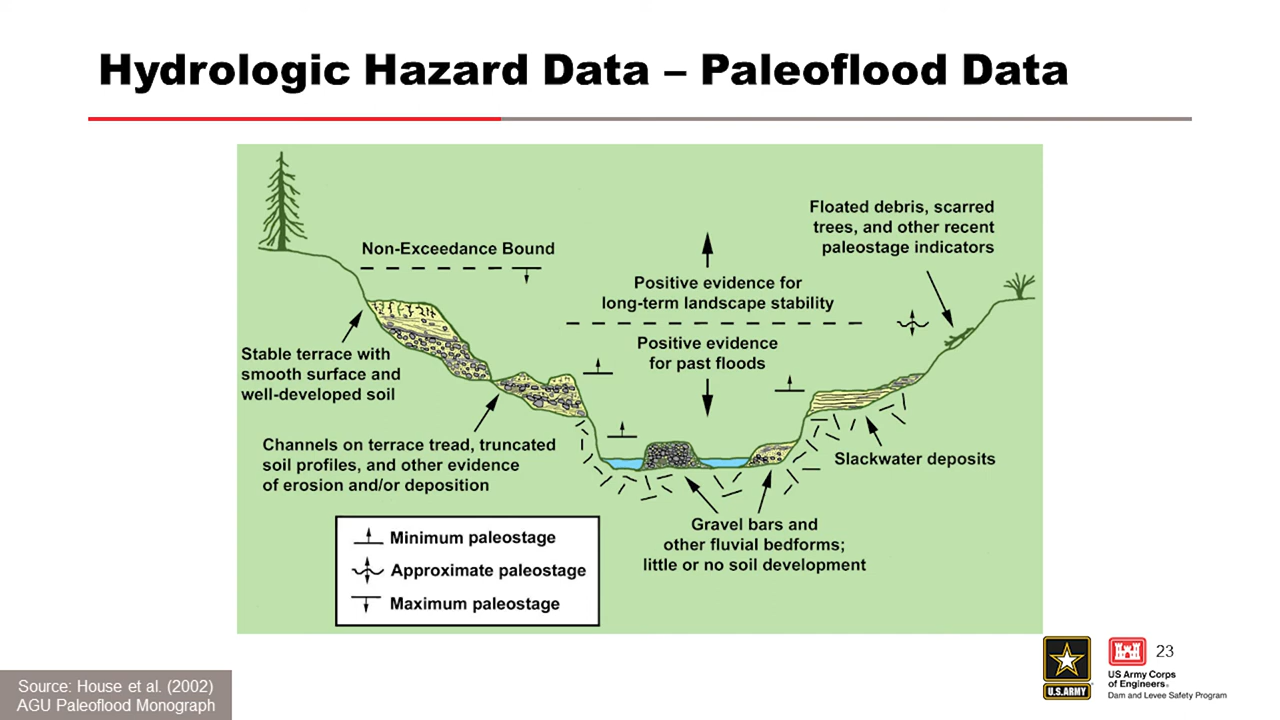 Hydrologic Hazard Data – Paleoflood Data
Floated debris, scarred
trees, and other recent
paleostage indicators
Non-Exceedance Bound
Positive evidence for
long-term landscape stability
Positive evidence
for past floods
Stable terrace with
smooth surface and
well-developed soil
Channels on terrace tread, truncated
soil profiles, and other evidence
of erosion and/or deposition
Slackwater deposits
Gravel bars and
other fluvial bedforms;
little or no soil development
Minimum paleostage
Approximate paleostage
Maximum paleostage
Source: House et al. (2002)
AGU Paleoflood Monograph
U.S.ARMY
US Army Corps
of Engineers®
Dam and Levee Safety Program
23